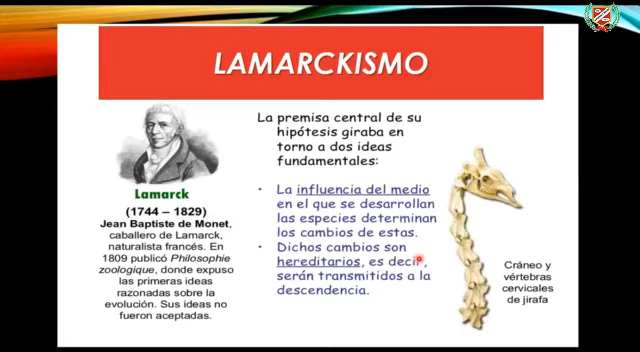 LAMARCKISMO
Lamarck
(1744 – 1829)
Jean Baptiste de Monet,
caballero de Lamarck,
naturalista francés. En
1809 publicó Philosophie
zoologique, donde expuso
las primeras ideas
razonadas sobre la
evolución. Sus ideas no
fueron aceptadas.
La premisa central de su
hipótesis giraba en
torno a dos ideas
fundamentales:
• La influencia del medio
en el que se desarrollan
las especies determinan
los cambios de estas.
• Dichos cambios son
hereditarios, es decir,
serán transmitidos a la
descendencia.
Cráneo y
vértebras
cervicales
de jirafa